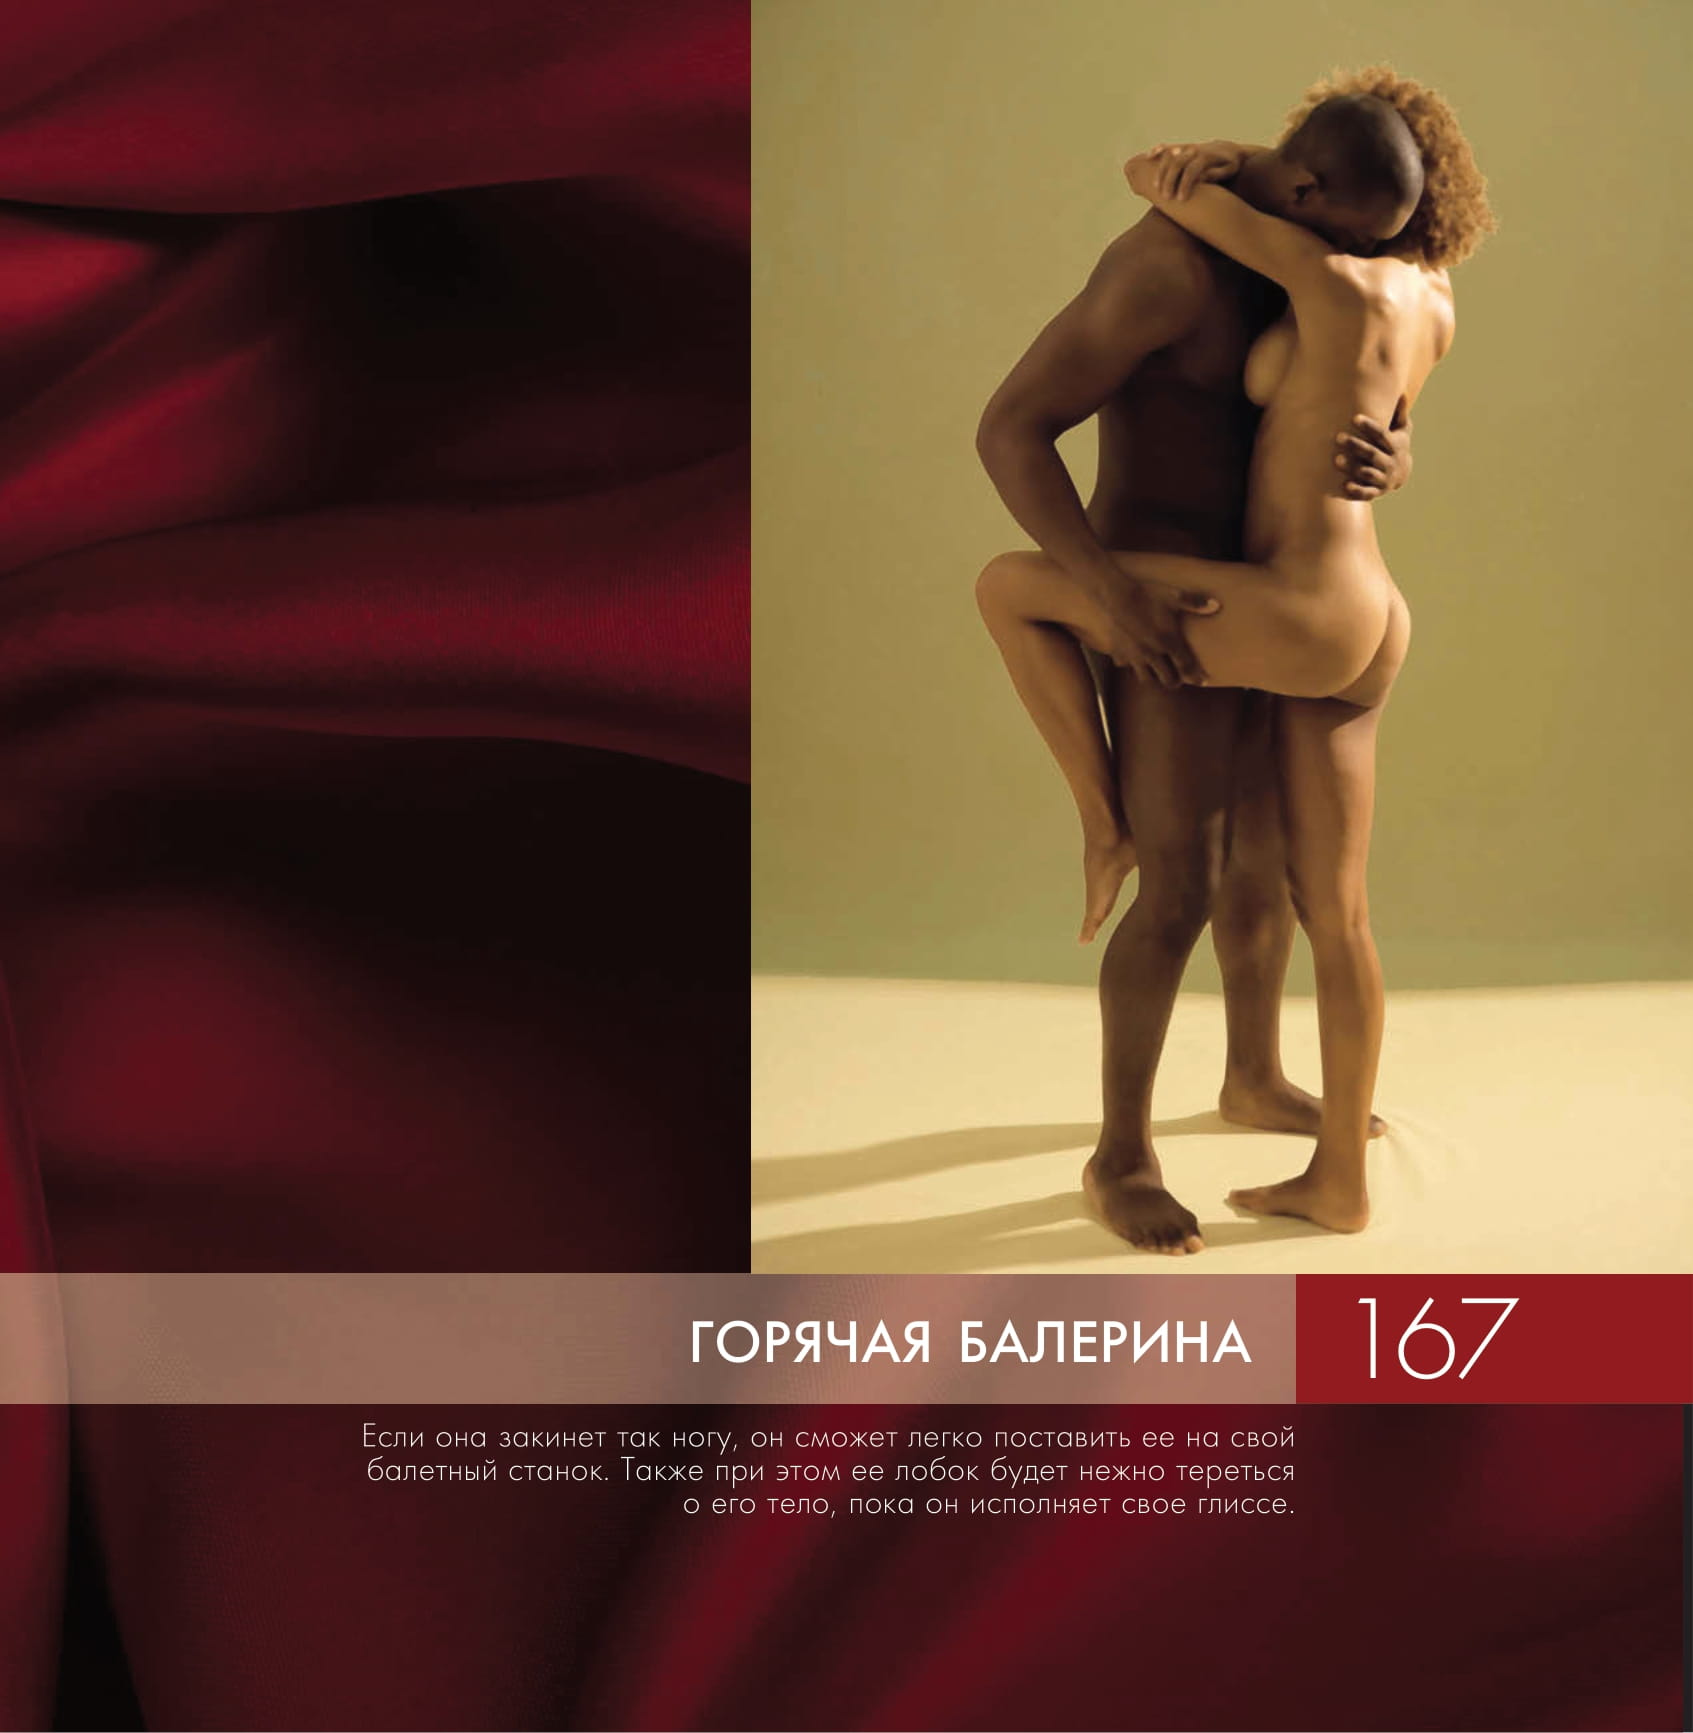 ГОРЯЧАЯ БАЛЕРИНА 167
Если она закинет так ногу, он сможет легко поставить ее на свой
балетный станок. Также при этом ее лобок будет нежно тереться
о его тело, пока он исполняет свое глиссе.